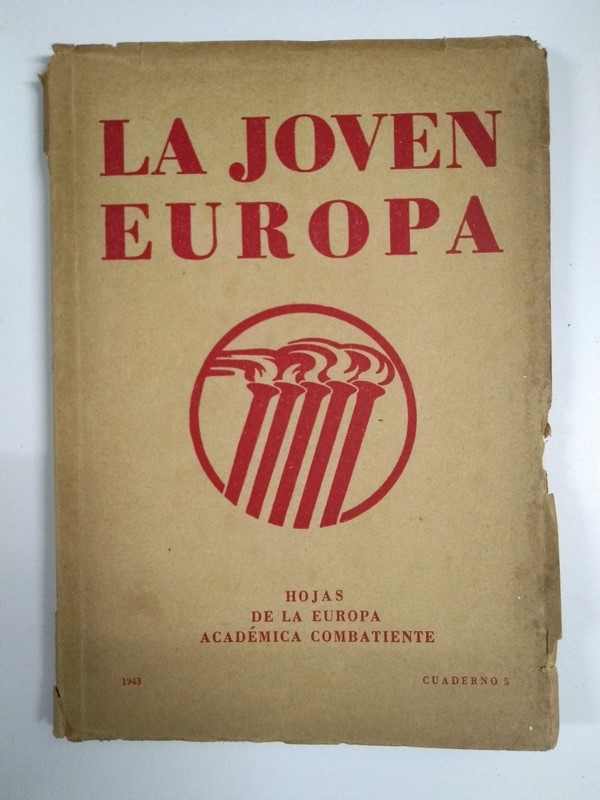 LA JOVEN
EUROPA
HOJAS
DE LA EUROPA
ACADÉMICA COMBATIENTE
1943 CUADERNO 5